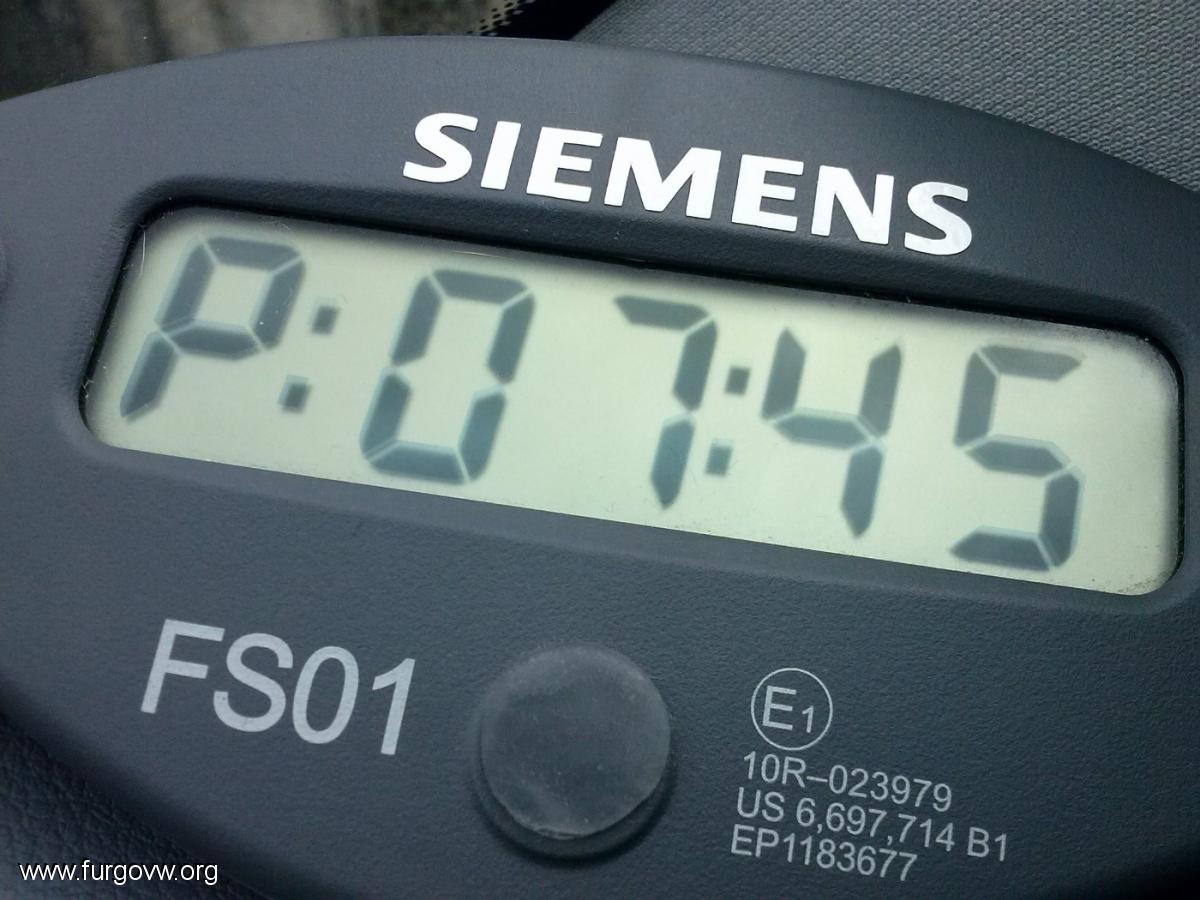 SIEMENS
P:07:45
FS01
E1
10R-023979
US 6,697,714 B1
EP1183677
www.furgovw.org